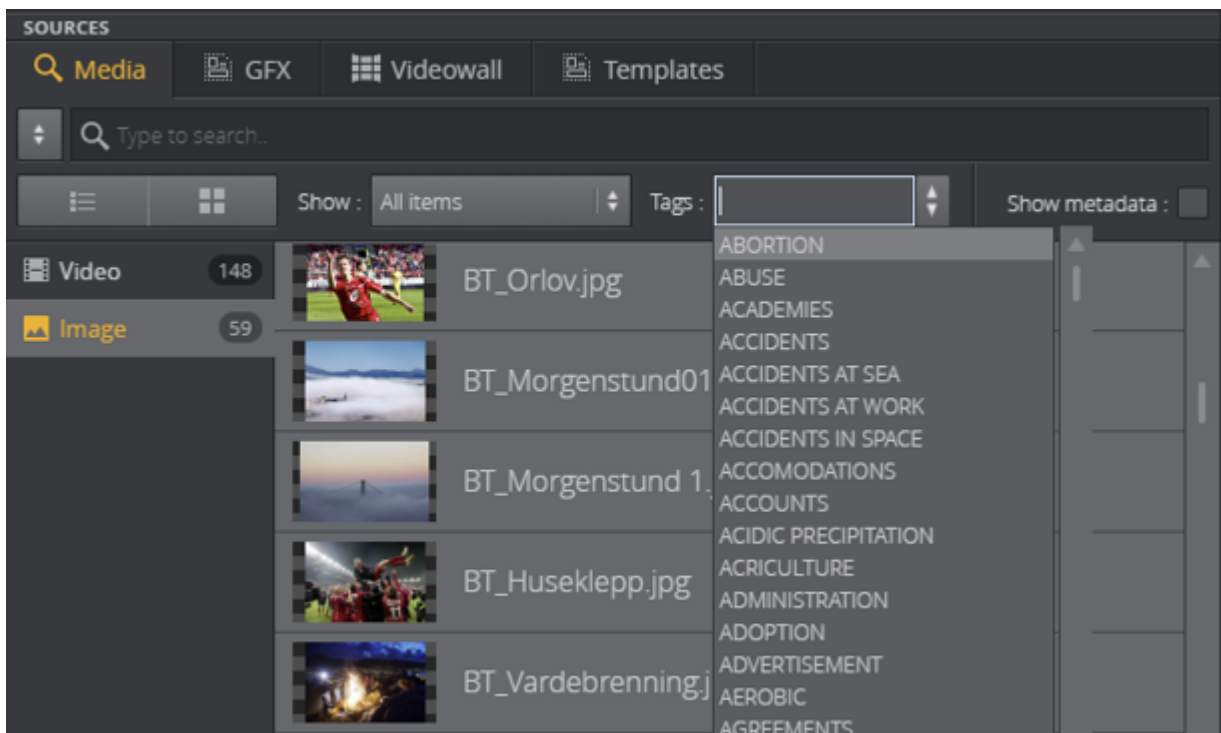 SOURCES
Media GFX Videowall Templates
Type to search..
Show : All items Tags : Show metadata :
Video 148
Image 59
BT_Orlov.jpg
BT_Morgenstund01
BT_Morgenstund 1.
BT_Huseklepp.jpg
BT_Vardebrenning.j
ABORTION
ABUSE
ACADEMIES
ACCIDENTS
ACCIDENTS AT SEA
ACCIDENTS AT WORK
ACCIDENTS IN SPACE
ACCOMODATIONS
ACCOUNTS
ACIDIC PRECIPITATION
ACRICULTURE
ADMINISTRATION
ADOPTION
ADVERTISEMENT
AEROBIC
AGREEMENTS